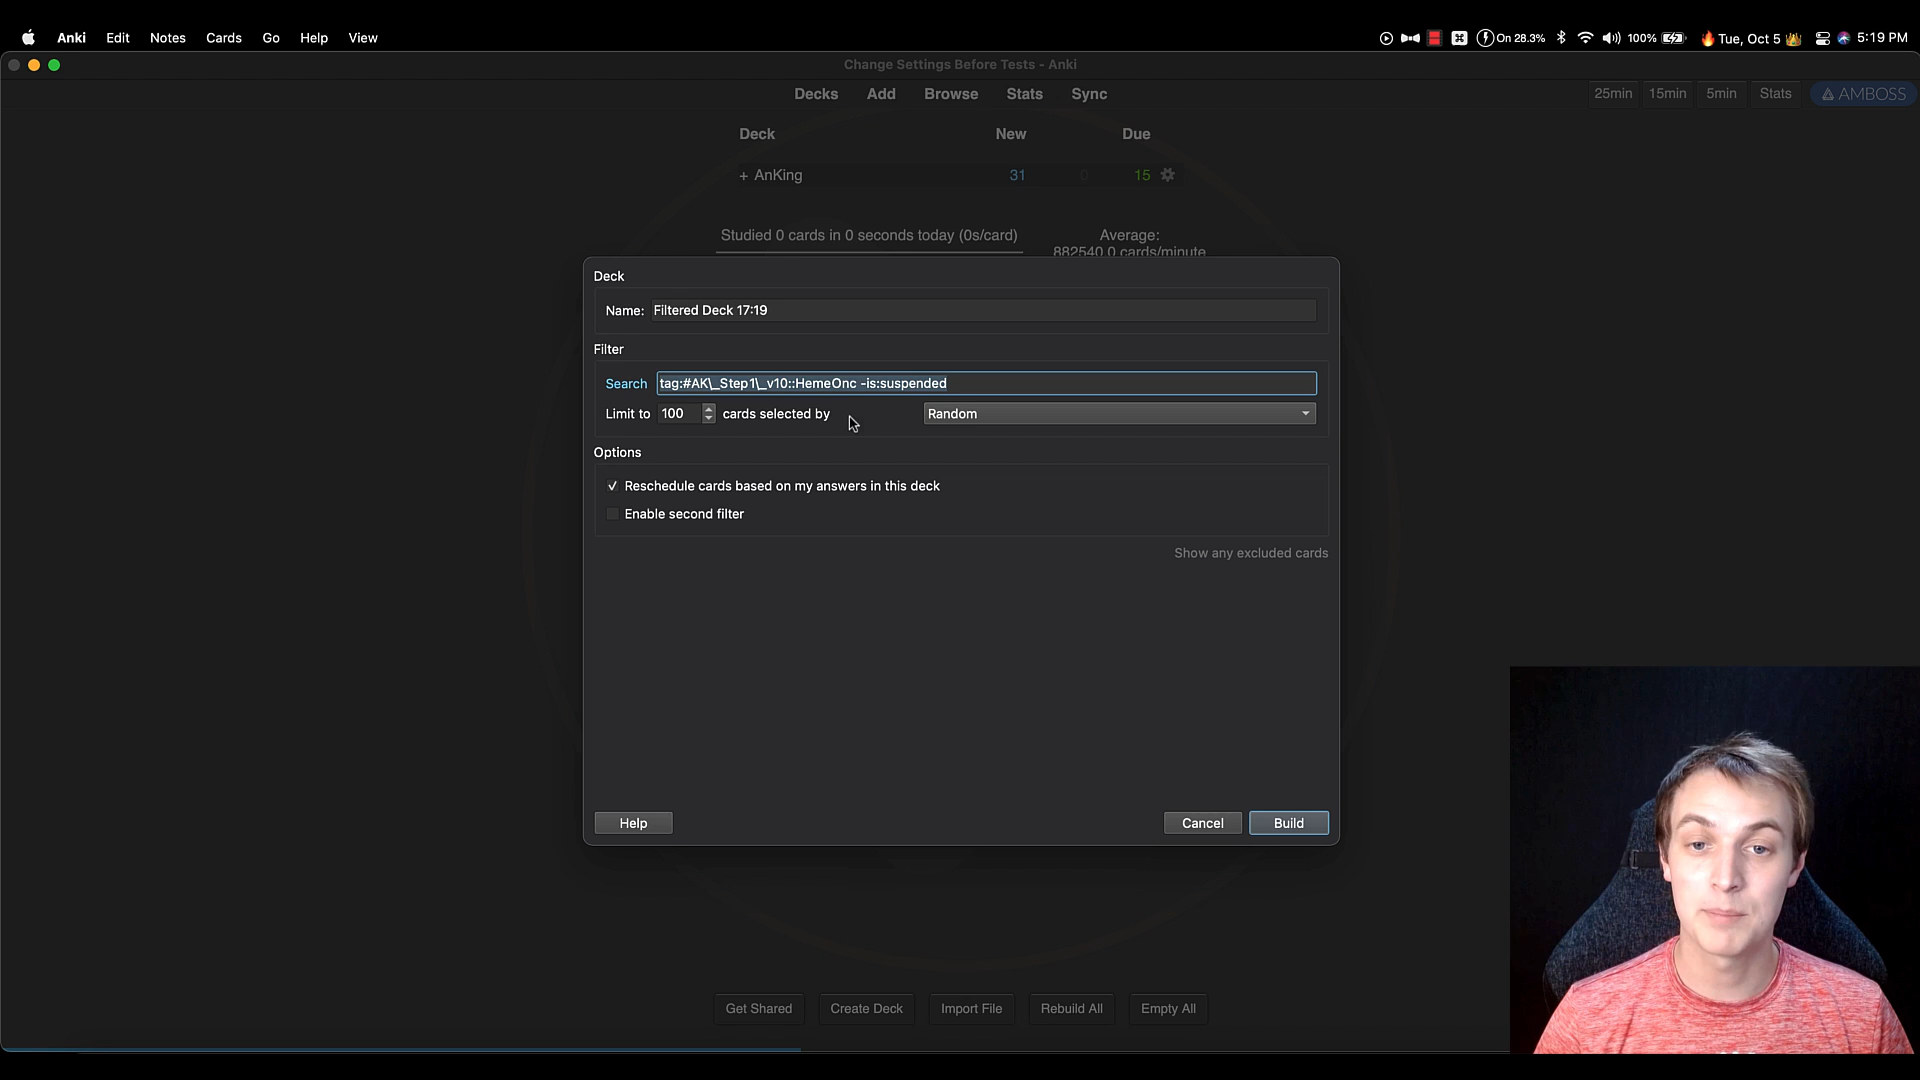 Anki Edit Notes Cards Go Help View
On 28.3% 100% Tue, Oct 5 5:19 PM
Change Settings Before Tests - Anki
Decks Add Browse Stats Sync
25min 15min 5min Stats AMBOSS
Deck New Due
+ AnKing 31 0 15
Studied 0 cards in 0 seconds today (0s/card)
Average:
882540.0 cards/minute
Deck
Name: Filtered Deck 17:19
Filter
Search tag:#AK\_Step1\_v10::HemeOnc -is:suspended
Limit to 100 cards selected by Random
Options
Reschedule cards based on my answers in this deck
Enable second filter
Show any excluded cards
Help Cancel Build
Get Shared Create Deck Import File Rebuild All Empty All